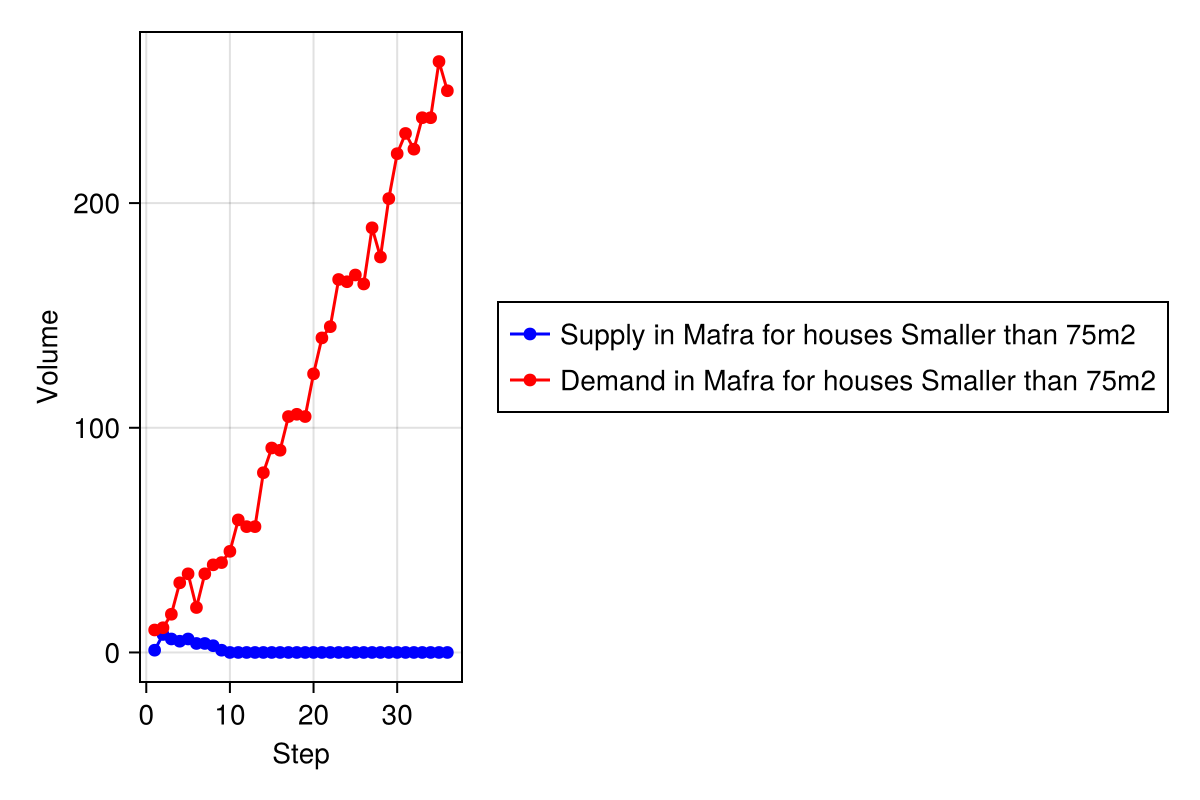 200
100
0
Volume
0 10 20 30
Step
Supply in Mafra for houses Smaller than 75m2
Demand in Mafra for houses Smaller than 75m2